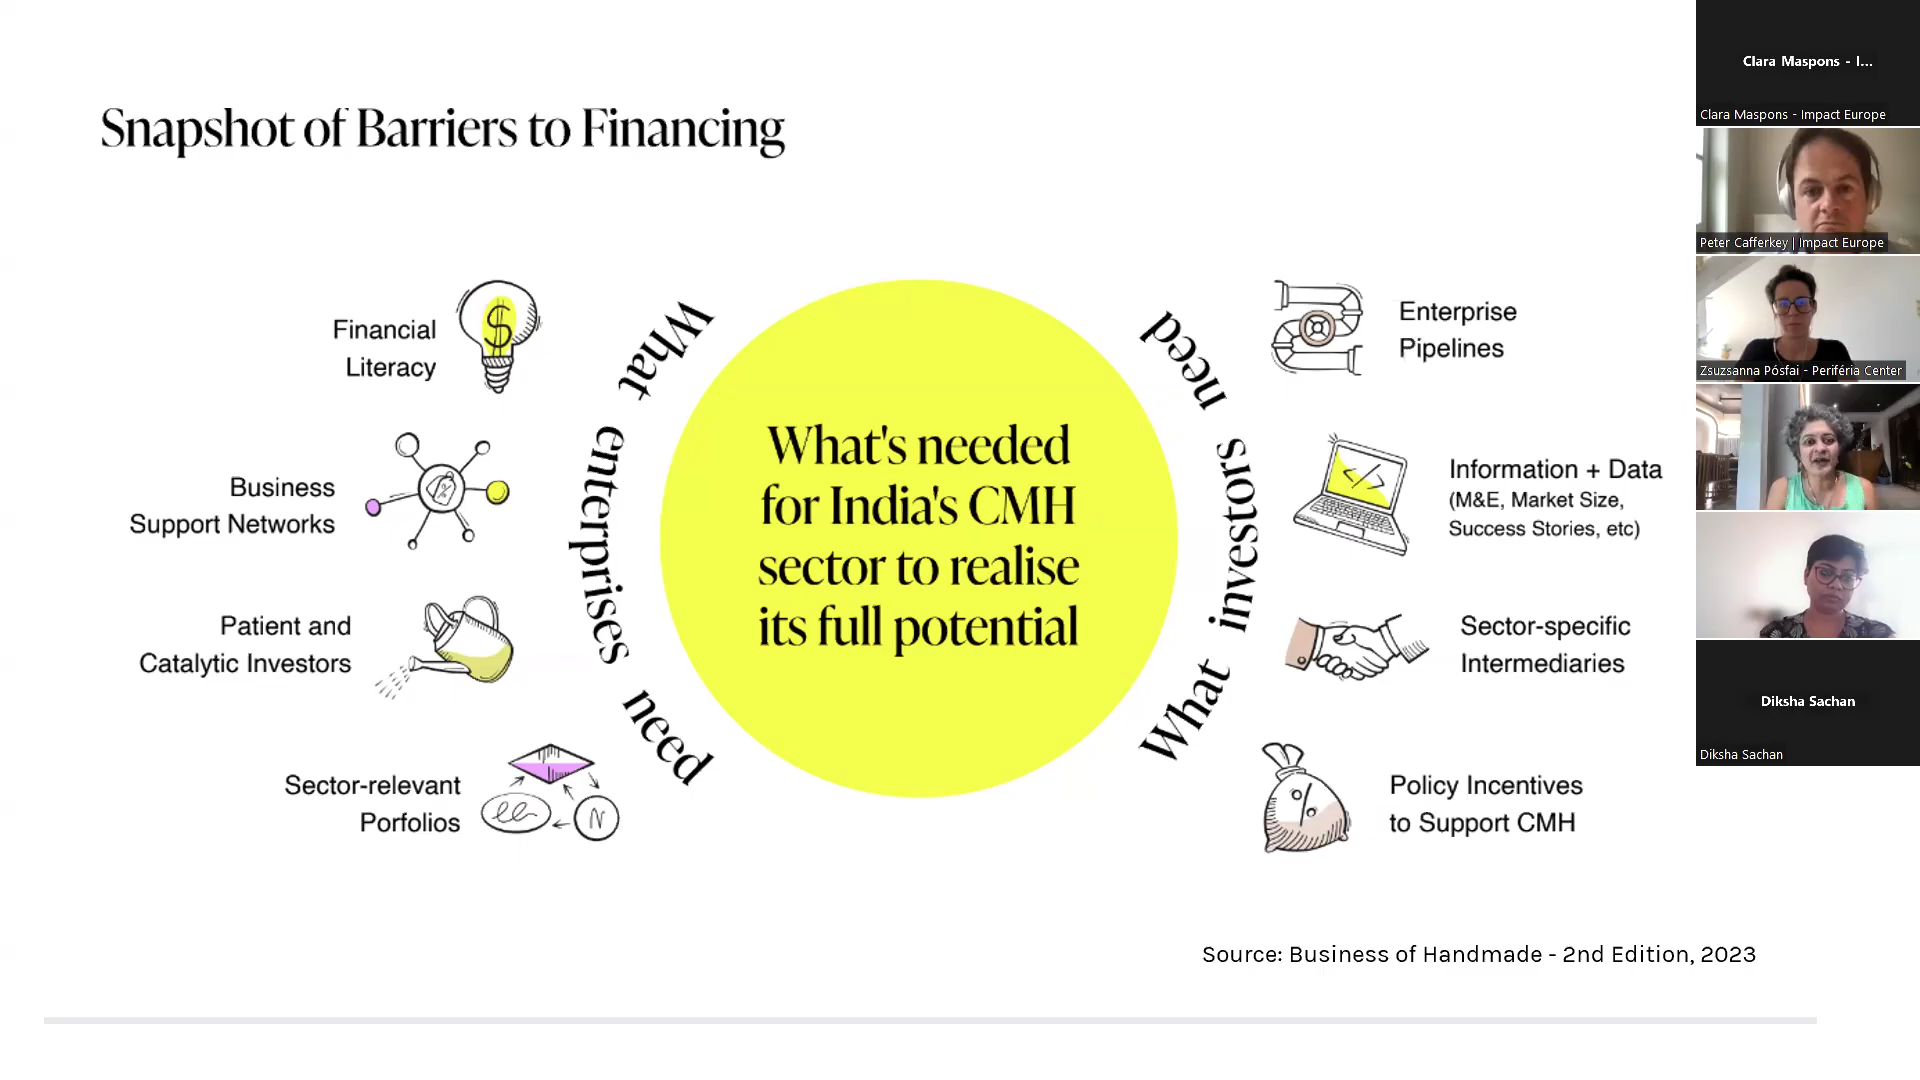 Snapshot of Barriers to Financing
Financial
Literacy
Business
Support Networks
Patient and
Catalytic Investors
Sector-relevant
Porfolios
What enterprises need
$
What's needed
for India's CMH
sector to realise
its full potential
What investors need
Enterprise
Pipelines
Information + Data
(M&E, Market Size,
Success Stories, etc)
</>
Sector-specific
Intermediaries
%
Policy Incentives
to Support CMH
Source: Business of Handmade - 2nd Edition, 2023
Clara Maspons - I...
Clara Maspons - Impact Europe
Peter Cafferkey | Impact Europe
Zsuzsanna Pósfai - Periféria Center
Diksha Sachan
Diksha Sachan